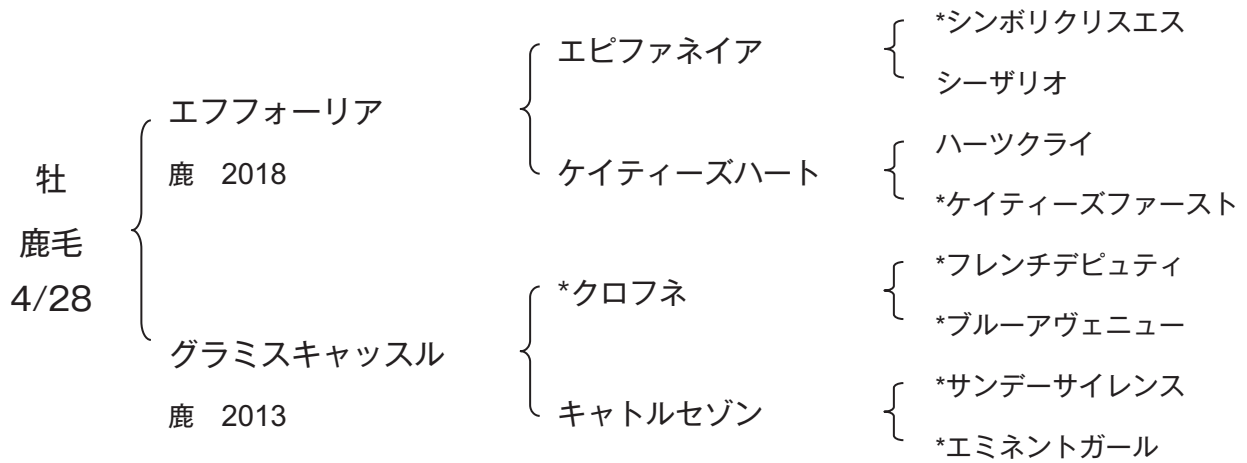 牡
鹿毛
4/28
エフフォーリア
鹿 2018
グラミスキャッスル
鹿 2013
エピファネイア
ケイティーズハート
*クロフネ
キャトルセゾン
*シンボリクリスエス
シーザリオ
ハーツクライ
*ケイティーズファースト
*フレンチデピュティ
*ブルーアヴェニュー
*サンデーサイレンス
*エミネントガール